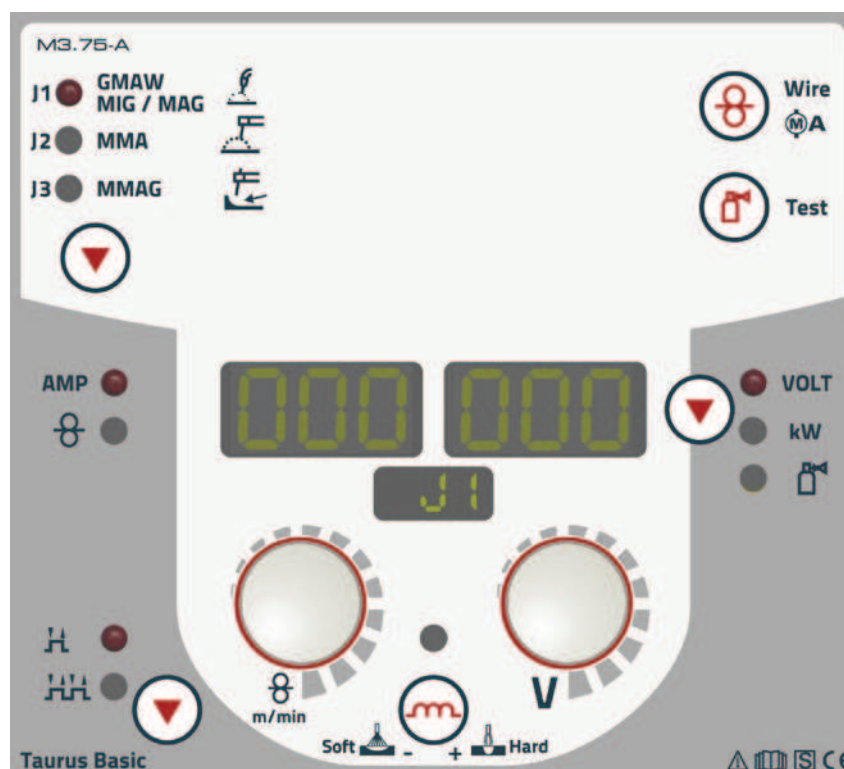 M3.75-A
J1 GMAW
MIG / MAG
J2 MMA
J3 MMAG
Wire
M A
Test
AMP
000 000
VOLT
kW
J1
m/min
V
Soft - + Hard
Taurus Basic
S CE